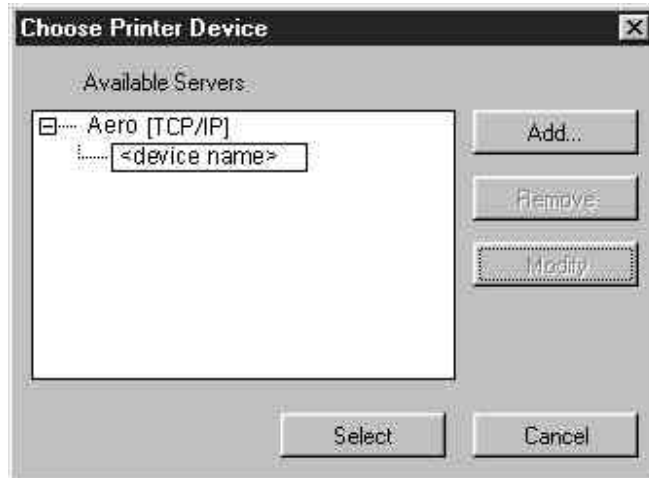 Choose Printer Device
Available Servers
Aero [TCP/IP]
<device name>
Add...
Remove
Modify
Select
Cancel